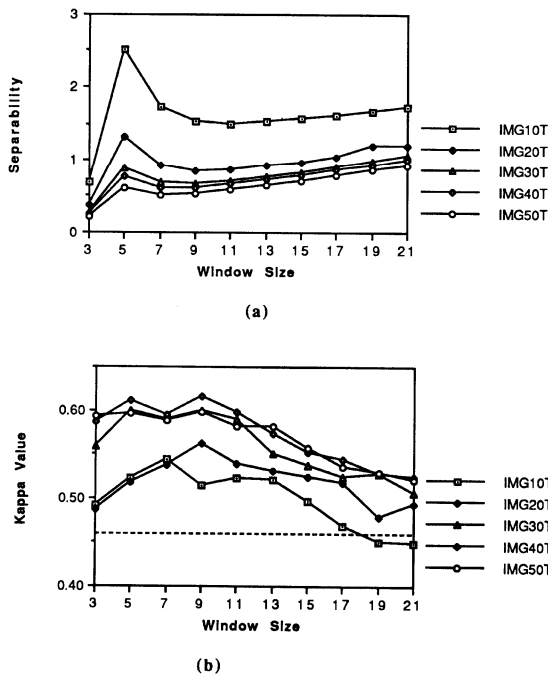 3
2
1
0
Separability
3 5 7 9 11 13 15 17 19 21
Window Size
IMG10T
IMG20T
IMG30T
IMG40T
IMG50T
(a)
0.60
0.50
0.40
Kappa Value
3 5 7 9 11 13 15 17 19 21
Window Size
IMG10T
IMG20T
IMG30T
IMG40T
IMG50T
(b)